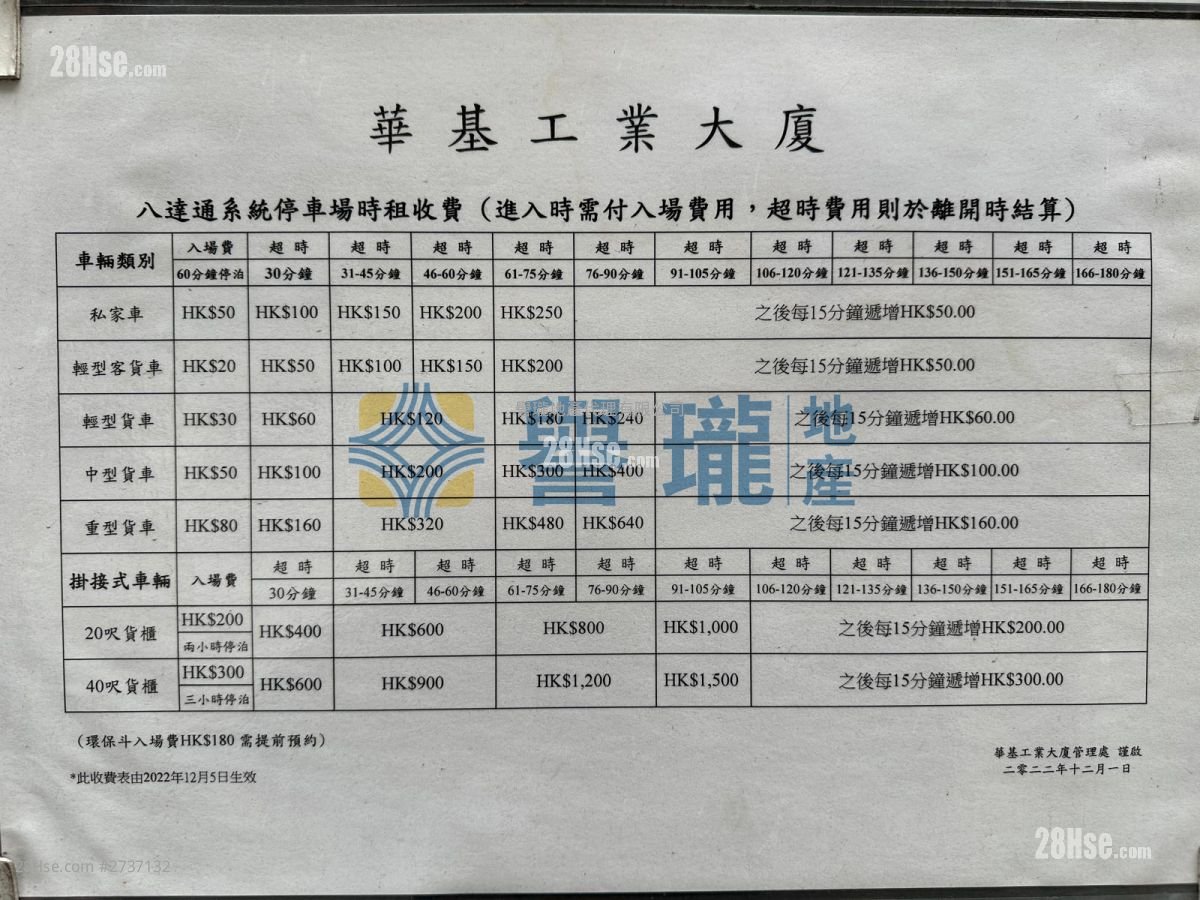 28Hse.com
華基工業大廈
八達通系統停車場時租收費（進入時需付入場費用，超時費用則於離開時結算）
車輛類別 入場費 超時 超時 超時 超時 超時 超時 超時 超時 超時 超時 超時
60分鐘停泊 30分鐘 31-45分鐘 46-60分鐘 61-75分鐘 76-90分鐘 91-105分鐘 106-120分鐘 121-135分鐘 136-150分鐘 151-165分鐘 166-180分鐘
私家車 HK$50 HK$100 HK$150 HK$200 HK$250 之後每15分鐘遞增HK$50.00
輕型客貨車 HK$20 HK$50 HK$100 HK$150 HK$200 之後每15分鐘遞增HK$50.00
輕型貨車 HK$30 HK$60 HK$120 HK$180 HK$240 之後每15分鐘遞增HK$60.00
譽瓏地產
28Hse.com
中型貨車 HK$50 HK$100 HK$200 HK$300 HK$400 之後每15分鐘遞增HK$100.00
重型貨車 HK$80 HK$160 HK$320 HK$480 HK$640 之後每15分鐘遞增HK$160.00
掛接式車輛 入場費 超時 超時 超時 超時 超時 超時 超時 超時 超時 超時 超時
30分鐘 31-45分鐘 46-60分鐘 61-75分鐘 76-90分鐘 91-105分鐘 106-120分鐘 121-135分鐘 136-150分鐘 151-165分鐘 166-180分鐘
20呎貨櫃 HK$200 HK$400 HK$600 HK$800 HK$1,000 之後每15分鐘遞增HK$200.00
兩小時停泊
40呎貨櫃 HK$300 HK$600 HK$900 HK$1,200 HK$1,500 之後每15分鐘遞增HK$300.00
三小時停泊
（環保斗入場費HK$180 需提前預約）
*此收費表由2022年12月5日生效
華基工業大廈管理處 謹啟
二零二二年十二月一日
28Hse.com
28Hse.com #2737132